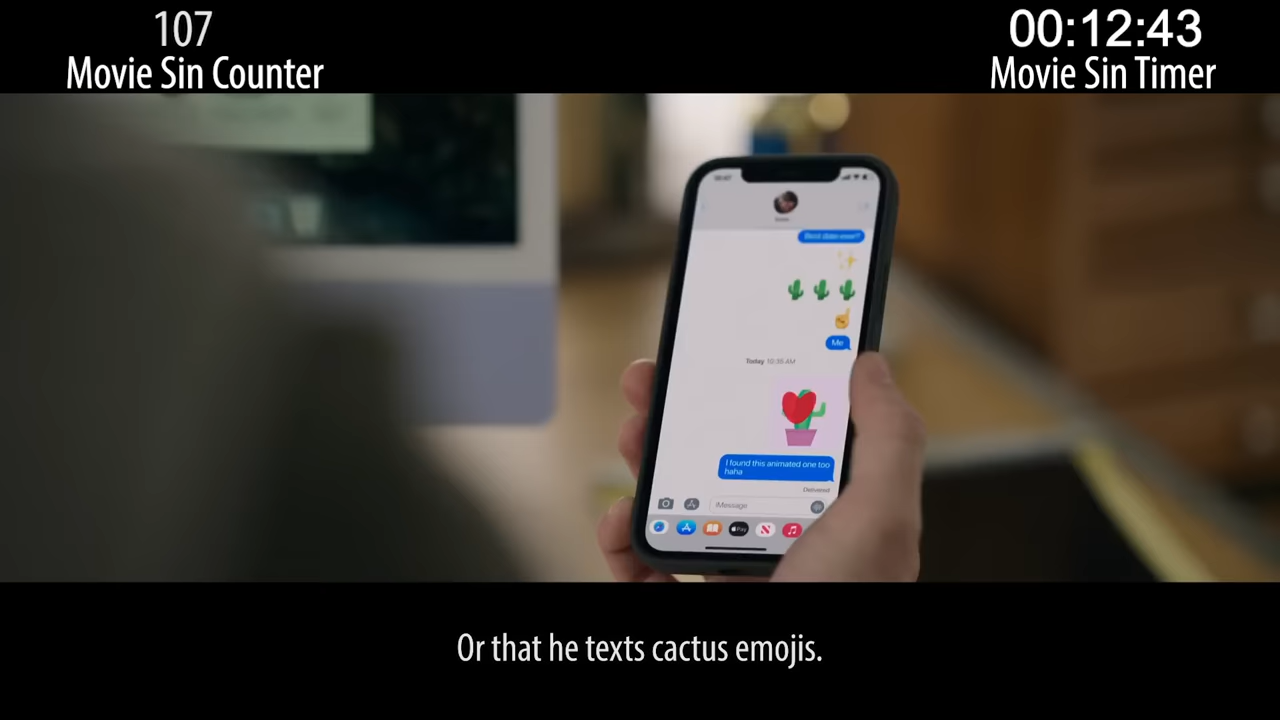 107
Movie Sin Counter
00:12:43
Movie Sin Timer
Best date ever?
Me
Today 10:35 AM
I found this animated one too
haha
Delivered
iMessage
Pay
Or that he texts cactus emojis.